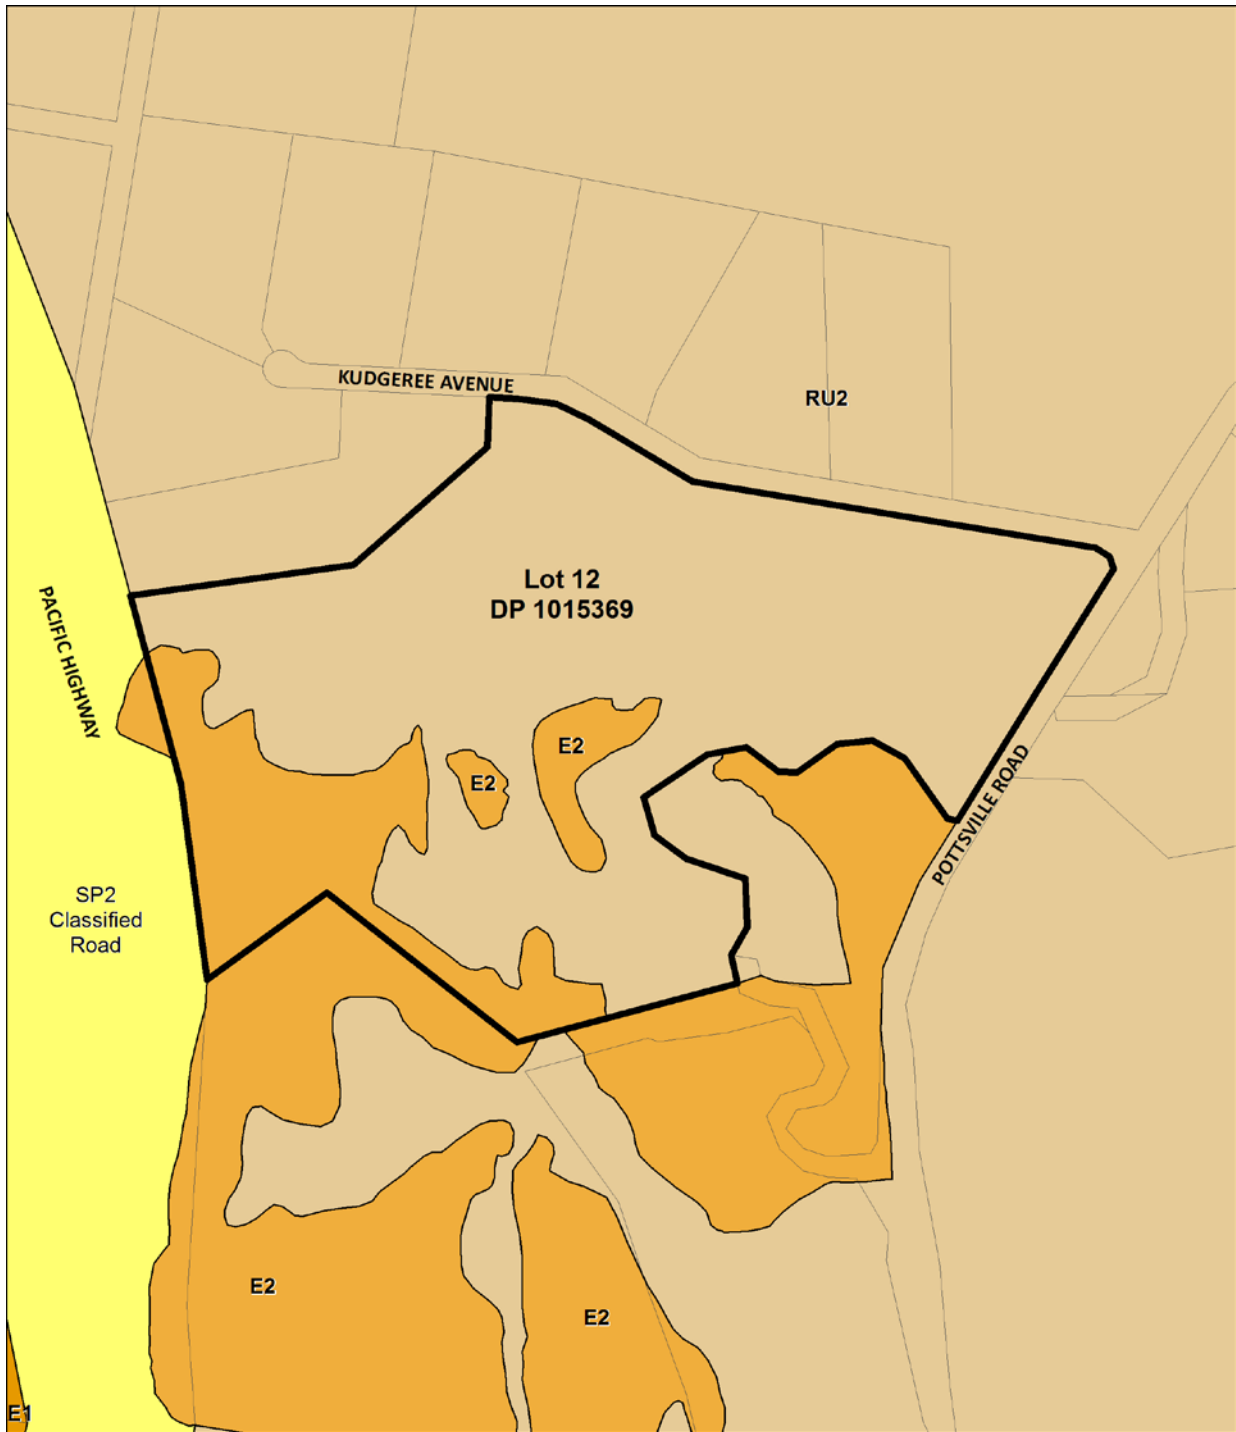 KUDGEREE AVENUE
RU2
Lot 12
DP 1015369
PACIFIC HIGHWAY
E2
E2
POTTSVILLE ROAD
SP2
Classified
Road
E2
E2
E1